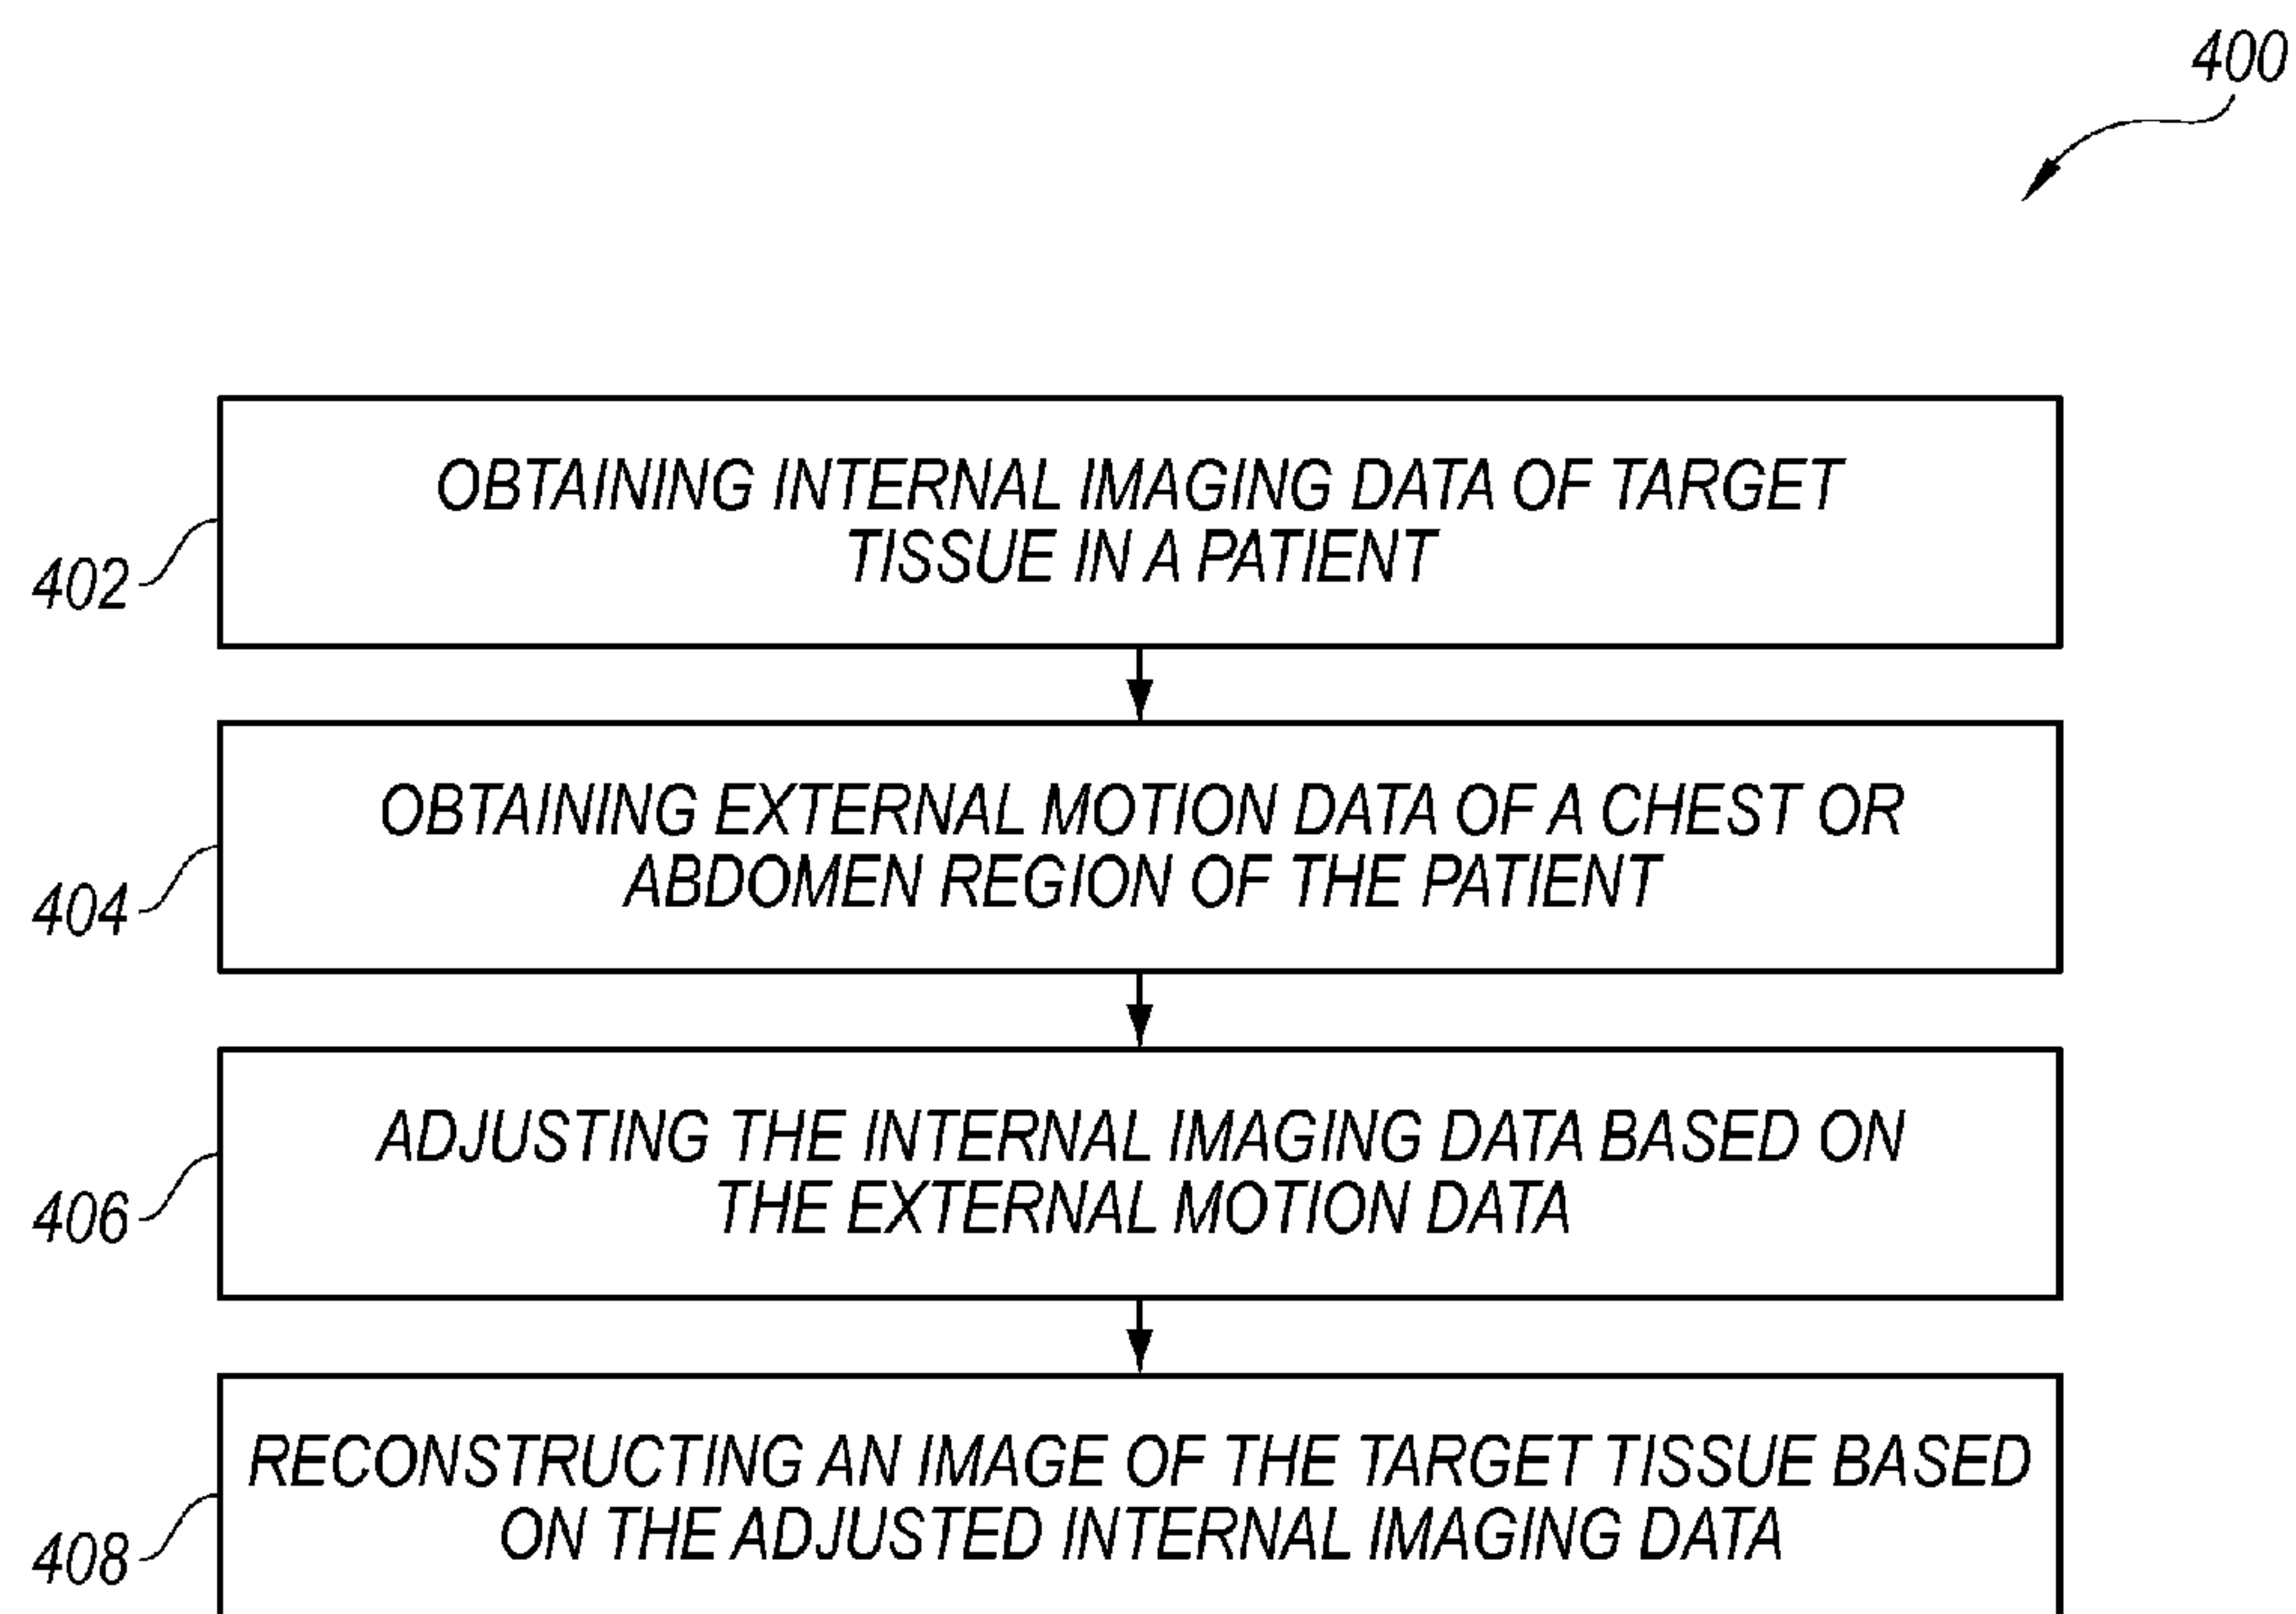 400
OBTAINING INTERNAL IMAGING DATA OF TARGET
TISSUE IN A PATIENT
402
OBTAINING EXTERNAL MOTION DATA OF A CHEST OR
ABDOMEN REGION OF THE PATIENT
404
ADJUSTING THE INTERNAL IMAGING DATA BASED ON
THE EXTERNAL MOTION DATA
406
RECONSTRUCTING AN IMAGE OF THE TARGET TISSUE BASED
ON THE ADJUSTED INTERNAL IMAGING DATA
408